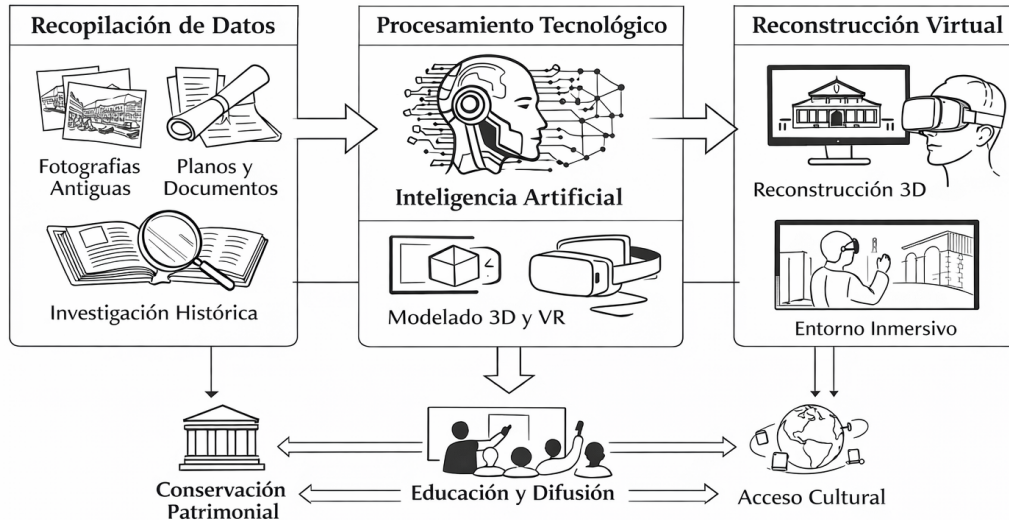 Recopilación de Datos
Fotografias
Antiguas
Planos y
Documentos
Investigación Histórica
Procesamiento Tecnológico
Inteligencia Artificial
Modelado 3D y VR
Reconstrucción Virtual
Reconstrucción 3D
Entorno Inmersivo
Conservación
Patrimonial
Educación y Difusión
Acceso Cultural